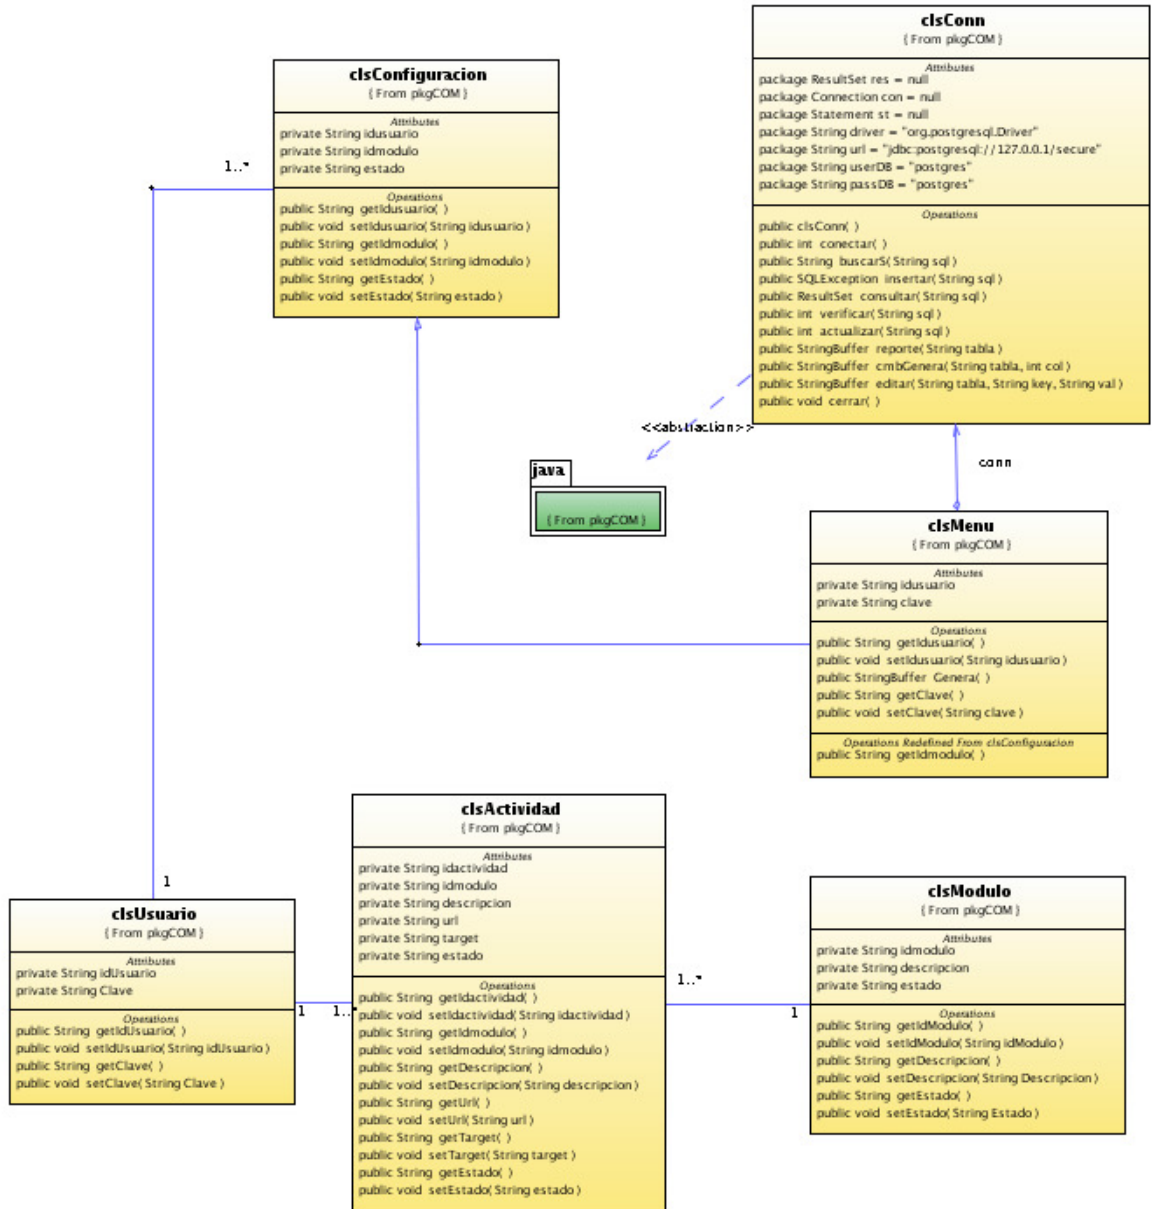 clsConn
{ From pkgCOM }
Attributes
package ResultSet res = null
package Connection con = null
package Statement st = null
package String driver = "org.postgresql.Driver"
package String url = "jdbc:postgresql://127.0.0.1/secure"
package String userDB = "postgres"
package String passDB = "postgres"
Operations
public clsConn( )
public int conectar( )
public String buscarS( String sql )
public SQLException insertar( String sql )
public ResultSet consultar( String sql )
public int verificar( String sql )
public int actualizar( String sql )
public StringBuffer reporte( String tabla )
public StringBuffer cmbGenera( String tabla, int col )
public StringBuffer editar( String tabla, String key, String val )
public void cerrar( )
clsConfiguracion
{ From pkgCOM }
Attributes
private String idusuario
private String idmodulo
private String estado
Operations
public String getIdusuario( )
public void setIdusuario( String idusuario )
public String getIdmodulo( )
public void setIdmodulo( String idmodulo )
public String getEstado( )
public void setEstado( String estado )
1..*
<<abstraction>>
java
{ From pkgCOM }
conn
clsMenu
{ From pkgCOM }
Attributes
private String idusuario
private String clave
Operations
public String getIdusuario( )
public void setIdusuario( String idusuario )
public StringBuffer Genera( )
public String getClave( )
public void setClave( String clave )
Operations Redefined From clsConfiguracion
public String getIdmodulo( )
1
clsUsuario
{ From pkgCOM }
Attributes
private String idUsuario
private String Clave
Operations
public String getIdUsuario( )
public void setIdUsuario( String idUsuario )
public String getClave( )
public void setClave( String Clave )
1
1..*
clsActividad
{ From pkgCOM }
Attributes
private String idactividad
private String idmodulo
private String descripcion
private String url
private String target
private String estado
Operations
public String getIdactividad( )
public void setIdactividad( String idactividad )
public String getIdmodulo( )
public void setIdmodulo( String idmodulo )
public String getDescripcion( )
public void setDescripcion( String descripcion )
public String getUrl( )
public void setUrl( String url )
public String getTarget( )
public void setTarget( String target )
public String getEstado( )
public void setEstado( String estado )
1..*
1
clsModulo
{ From pkgCOM }
Attributes
private String idmodulo
private String descripcion
private String estado
Operations
public String getIdModulo( )
public void setIdModulo( String idModulo )
public String getDescripcion( )
public void setDescripcion( String Descripcion )
public String getEstado( )
public void setEstado( String Estado )